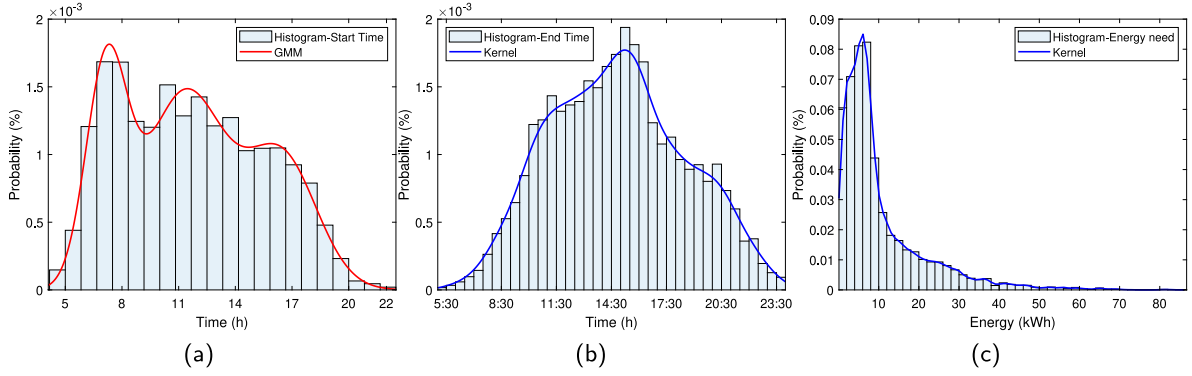 ×10⁻³
2
1.5
1
0.5
0
Probability (%)
Histogram-Start Time
GMM
5 8 11 14 17 20 22
Time (h)
(a)
×10⁻³
2
1.5
1
0.5
0
Probability (%)
Histogram-End Time
Kernel
5:30 8:30 11:30 14:30 17:30 20:30 23:30
Time (h)
(b)
0.09
0.08
0.07
0.06
0.05
0.04
0.03
0.02
0.01
0
Probability (%)
Histogram-Energy need
Kernel
10 20 30 40 50 60 70 80
Energy (kWh)
(c)